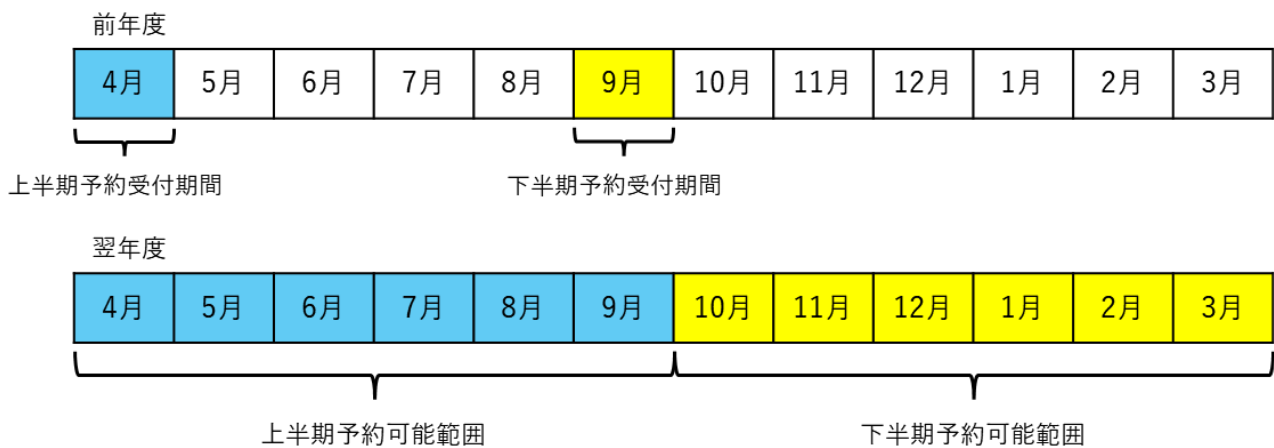 前年度
4月 5月 6月 7月 8月 9月 10月 11月 12月 1月 2月 3月
上半期予約受付期間 下半期予約受付期間
翌年度
4月 5月 6月 7月 8月 9月 10月 11月 12月 1月 2月 3月
上半期予約可能範囲 下半期予約可能範囲